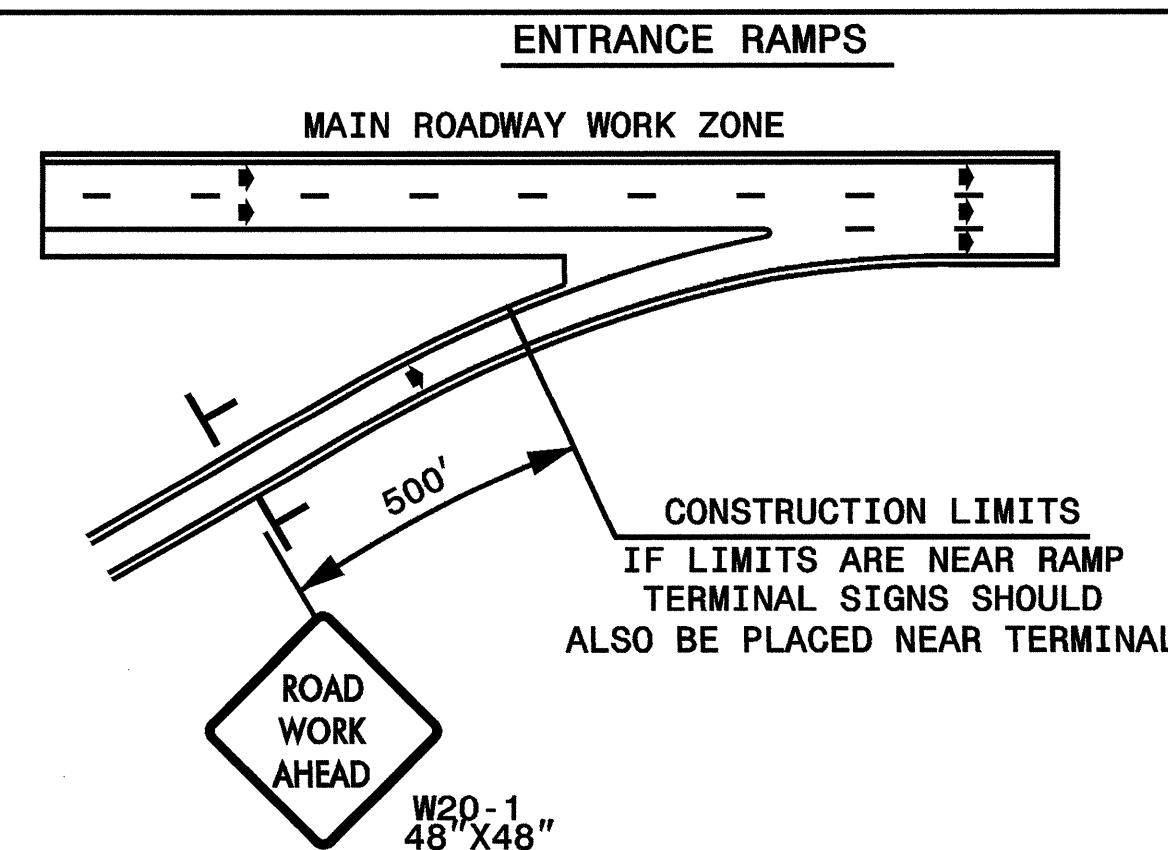 ENTRANCE RAMPS
MAIN ROADWAY WORK ZONE
500'
CONSTRUCTION LIMITS
IF LIMITS ARE NEAR RAMP
TERMINAL SIGNS SHOULD
ALSO BE PLACED NEAR TERMINAL
ROAD
WORK
AHEAD
W20-1
48"X48"